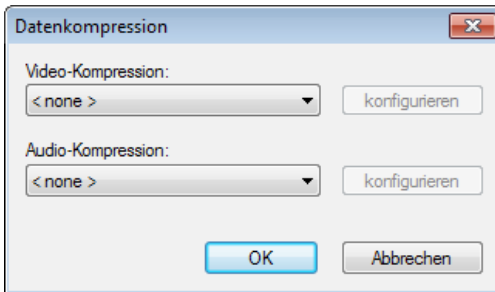 Datenkompression
Video-Kompression:
< none > konfigurieren
Audio-Kompression:
< none > konfigurieren
OK Abbrechen